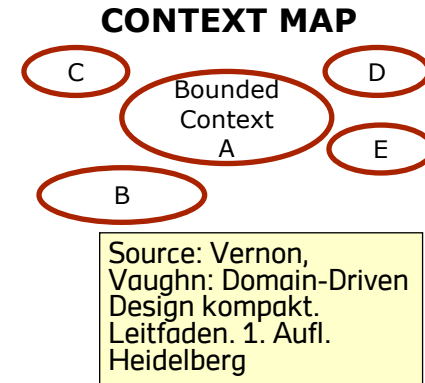 CONTEXT MAP
C
D
Bounded
Context
A
E
B
Source: Vernon,
Vaughn: Domain-Driven
Design kompakt.
Leitfaden. 1. Aufl.
Heidelberg